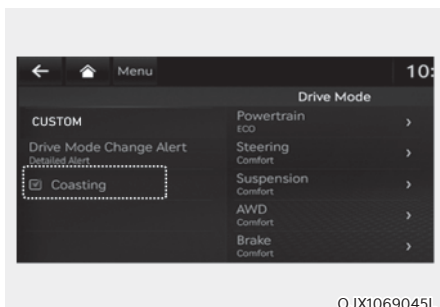 Menu
10:
Drive Mode
CUSTOM
Drive Mode Change Alert
Detailed Alert
Coasting
Powertrain
ECO
Steering
Comfort
Suspension
Comfort
AWD
Comfort
Brake
Comfort
OJX1069045L